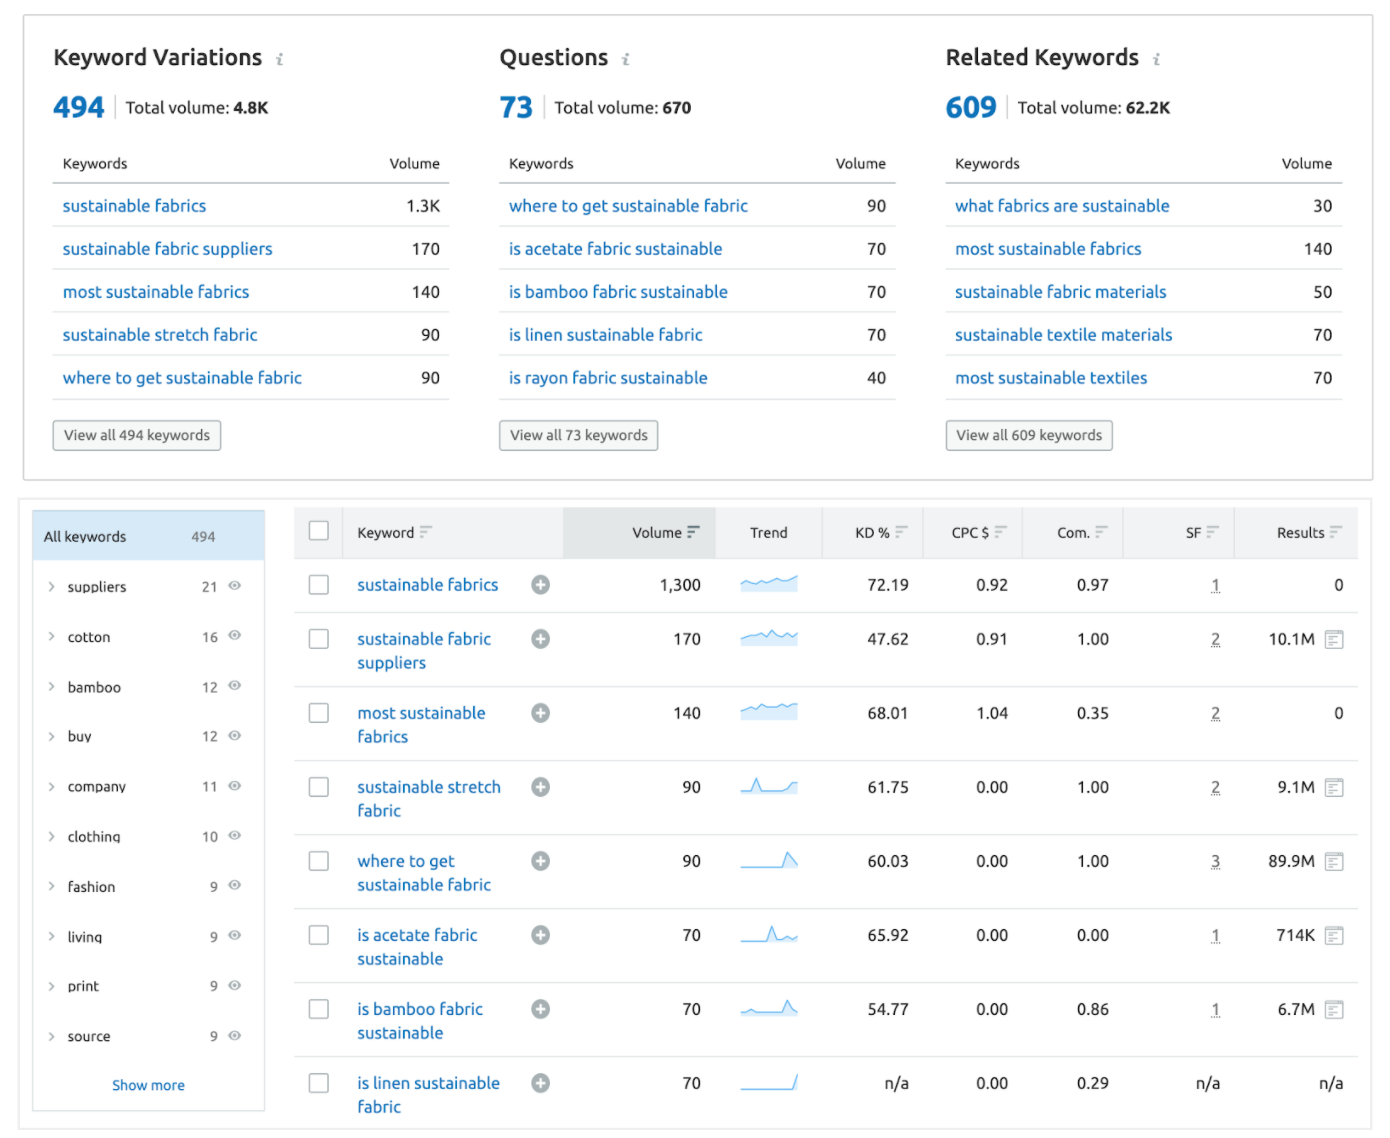 Keyword Variations i
494 Total volume: 4.8K
Keywords Volume
sustainable fabrics 1.3K
sustainable fabric suppliers 170
most sustainable fabrics 140
sustainable stretch fabric 90
where to get sustainable fabric 90
View all 494 keywords
Questions i
73 Total volume: 670
Keywords Volume
where to get sustainable fabric 90
is acetate fabric sustainable 70
is bamboo fabric sustainable 70
is linen sustainable fabric 70
is rayon fabric sustainable 40
View all 73 keywords
Related Keywords i
609 Total volume: 62.2K
Keywords Volume
what fabrics are sustainable 30
most sustainable fabrics 140
sustainable fabric materials 50
sustainable textile materials 70
most sustainable textiles 70
View all 609 keywords
All keywords 494
suppliers 21
cotton 16
bamboo 12
buy 12
company 11
clothing 10
fashion 9
living 9
print 9
source 9
Show more
Keyword Volume Trend KD % CPC $ Com. SF Results
sustainable fabrics 1,300 72.19 0.92 0.97 1 0
sustainable fabric 170 47.62 0.91 1.00 2 10.1M
suppliers
most sustainable 140 68.01 1.04 0.35 2 0
fabrics
sustainable stretch 90 61.75 0.00 1.00 2 9.1M
fabric
where to get 90 60.03 0.00 1.00 3 89.9M
sustainable fabric
is acetate fabric 70 65.92 0.00 0.00 1 714K
sustainable
is bamboo fabric 70 54.77 0.00 0.86 1 6.7M
sustainable
is linen sustainable 70 n/a 0.00 0.29 n/a n/a
fabric